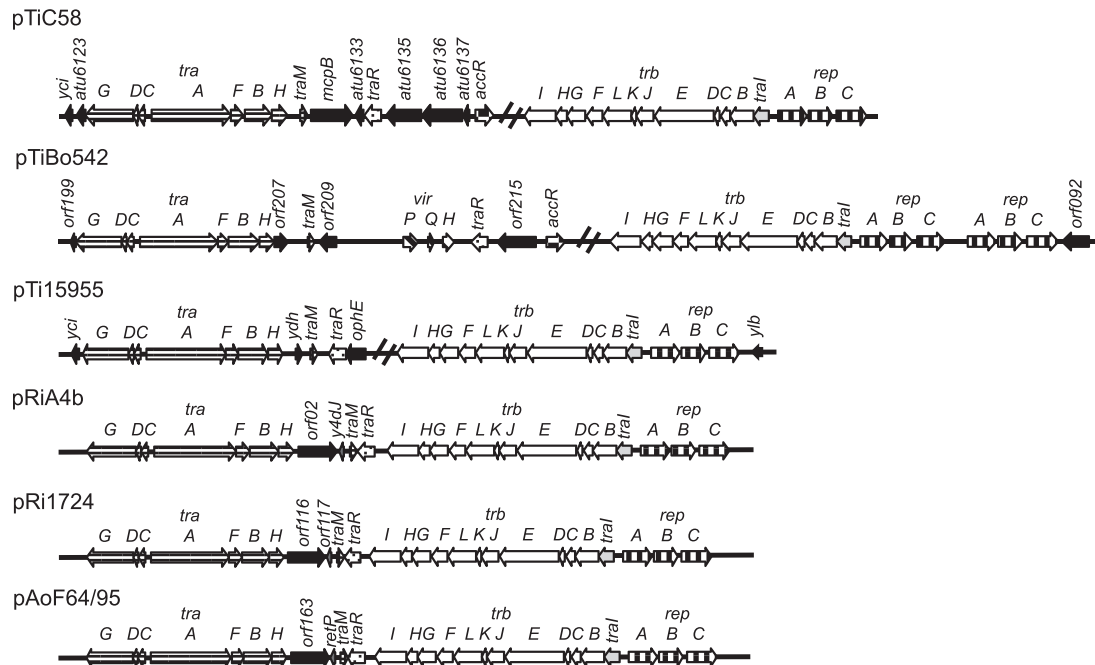 pTiC58
yci atu6123 G DC tra A F B H traM mcpB atu6133 traR atu6135 atu6136 atu6137 accR I HG F L K J trb E DC B traI A rep B C
pTiBo542
orf199 G DC tra A F B H orf207 traM orf209 vir P Q H traR orf215 accR I HG F L K J trb E DC B traI A rep B C A rep B C orf092
pTi15955
yci G DC tra A F B H ydh traM traR ophE I HG F L K J trb E DC B traI A rep B C ylb
pRiA4b
G DC tra A F B H orf02 y4dJ traM traR I HG F L K J trb E DC B traI A rep B C
pRi1724
G DC tra A F B H orf116 orf117 traM traR I HG F L K J trb E DC B traI A rep B C
pAoF64/95
G DC tra A F B H orf163 retP traM traR I HG F L K J trb E DC B traI A rep B C